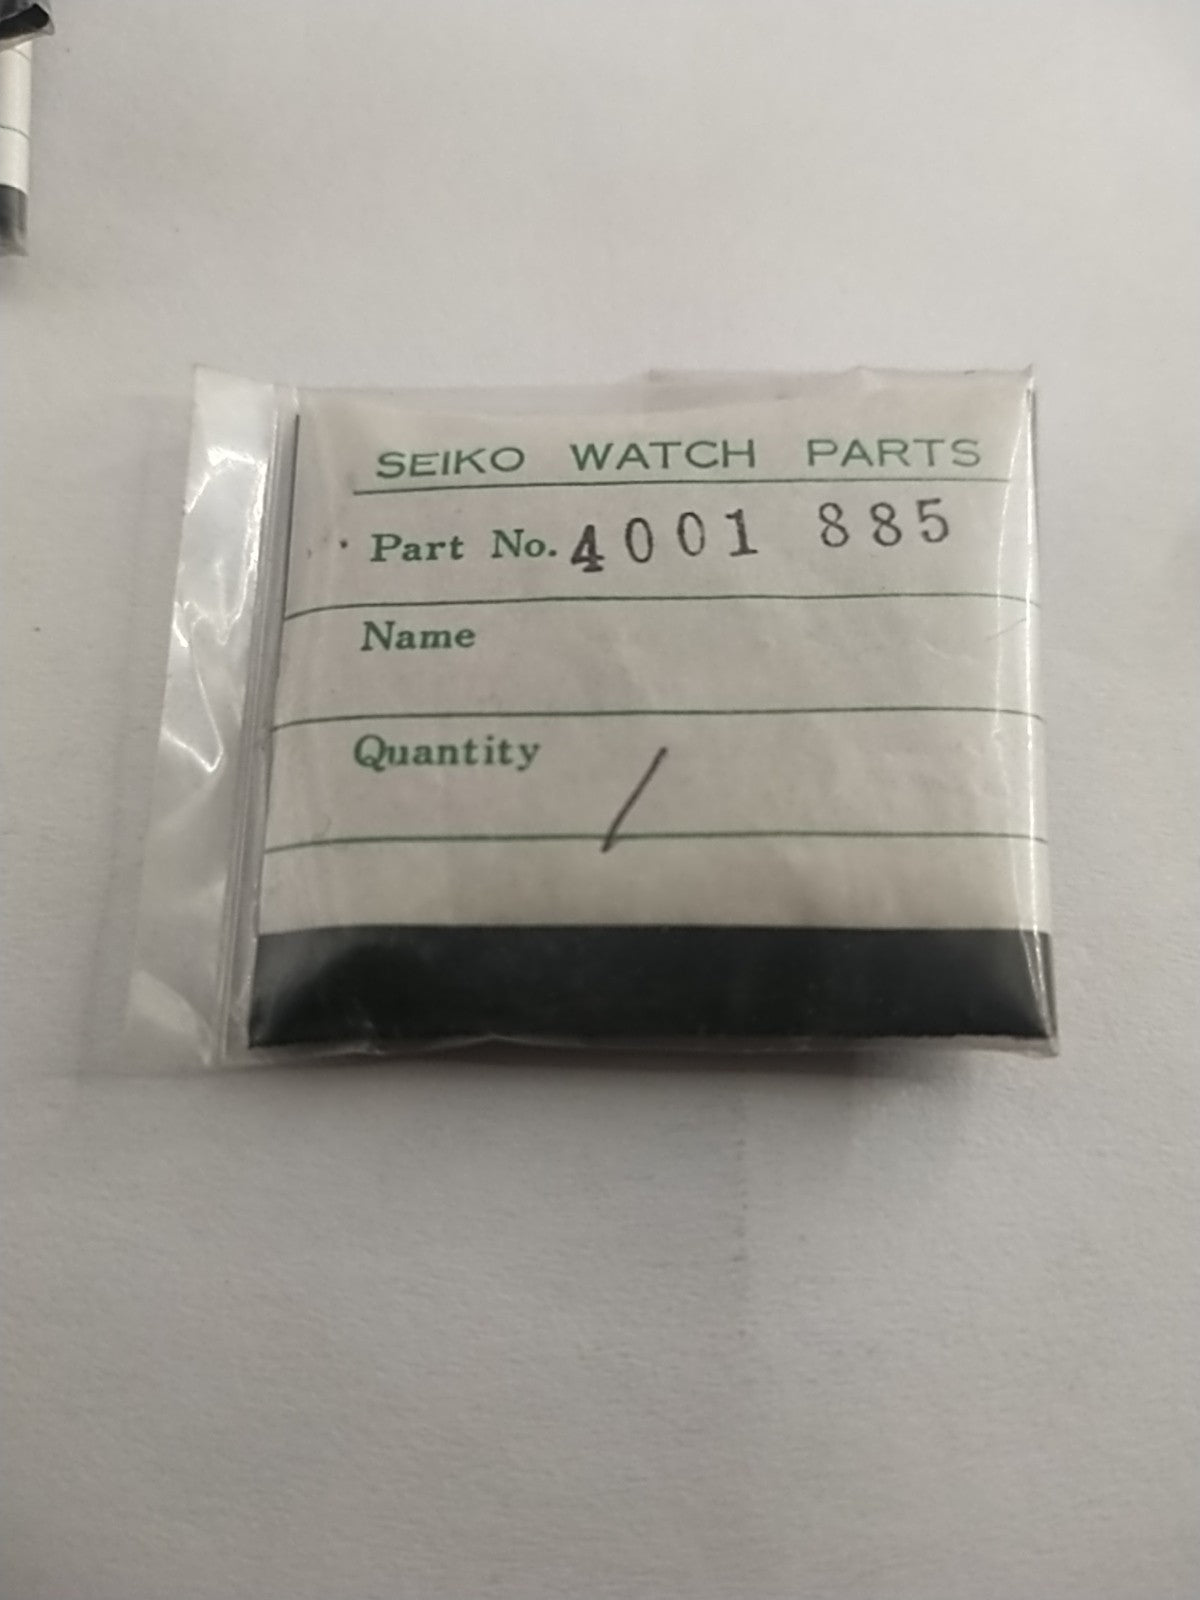 SEIKO WATCH PARTS
Part No. 4001 885
Name
Quantity /